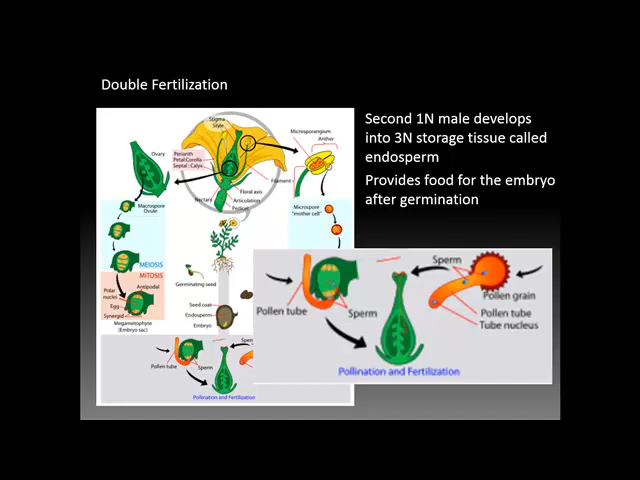 Double Fertilization
Second 1N male develops
into 3N storage tissue called
endosperm
Provides food for the embryo
after germination
Stigma
Style
Microsporengium
Anther
Ovary
Perianth
Petal:Corolla
Septal : Calyx
Filament
Floral axis
Nectary
Articulation
Pedicel
Macrospore
Ovule
Microspore
"mother cell"
MEIOSIS
MITOSIS
Antipodal
Polar
nuclei
Egg
Synergid
Megametophyte
(Embryo sac)
Germinating seed
Seed coat
Endosperm
Embryo
Pollen tube
Sperm
Pollination and Fertilization
Sperm
Pollen grain
Pollen tube
Sperm
Pollen tube
Tube nucleus
Pollination and Fertilization